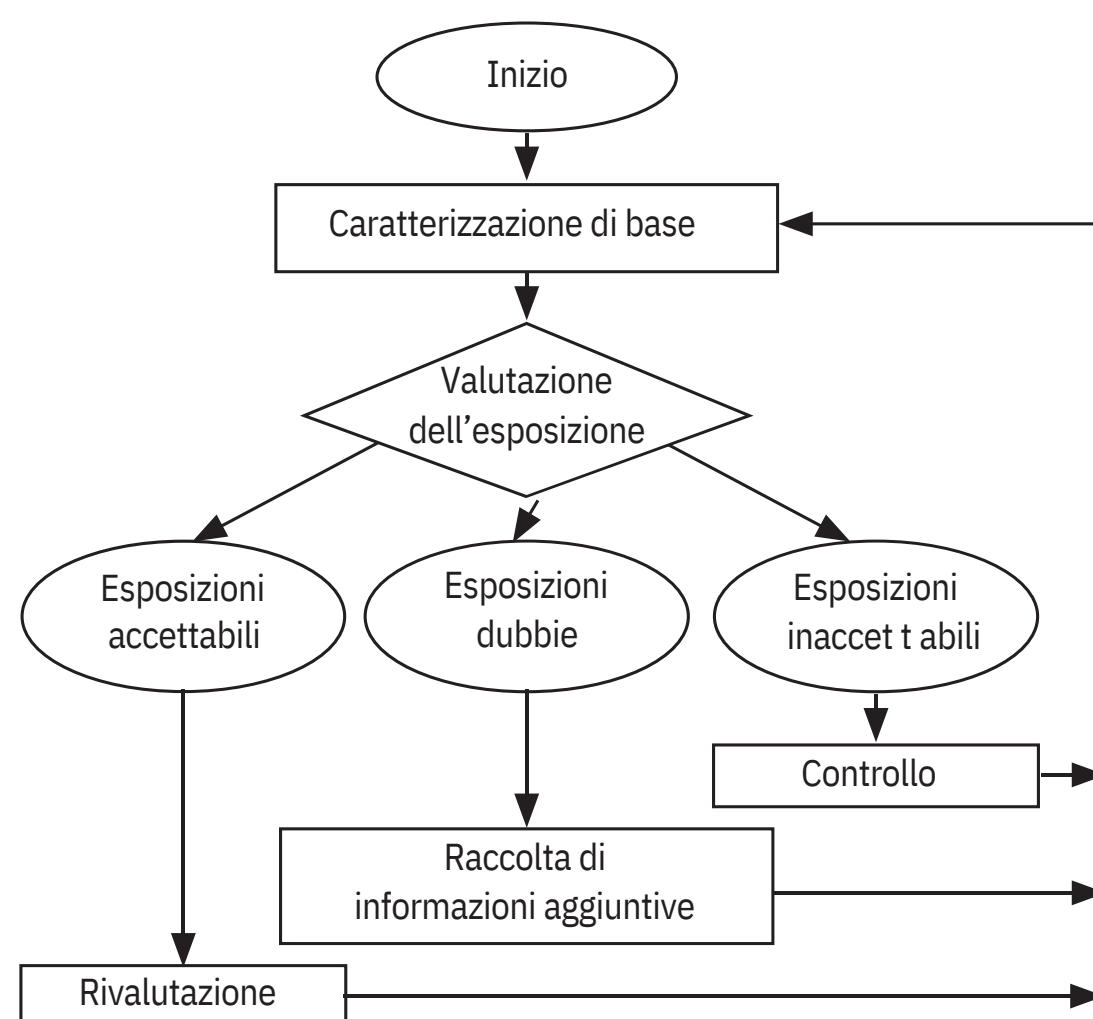 Inizio
Caratterizzazione di base
Valutazione
dell’esposizione
Esposizioni
accettabili
Esposizioni
dubbie
Esposizioni
inaccet t abili
Controllo
Raccolta di
informazioni aggiuntive
Rivalutazione